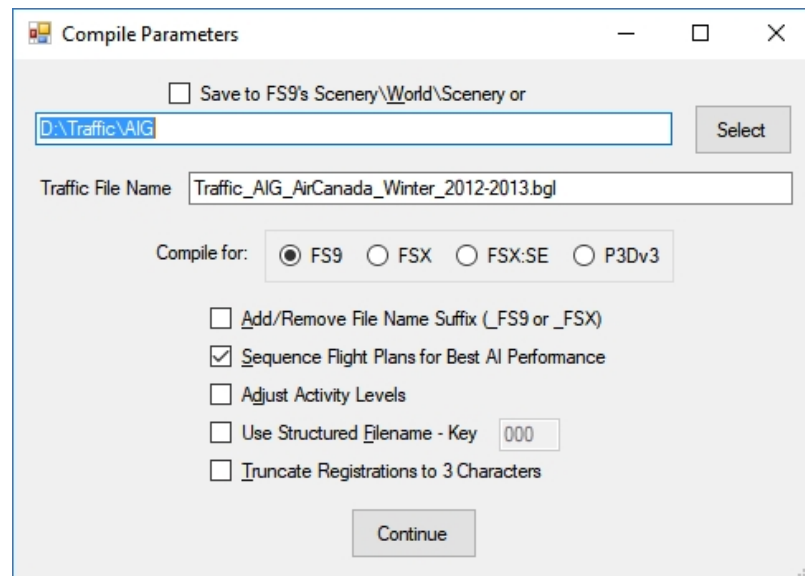 Compile Parameters
Save to FS9's Scenery\World\Scenery or
D:\Traffic\AIG
Select
Traffic File Name Traffic_AIG_AirCanada_Winter_2012-2013.bgl
Compile for: FS9 FSX FSX:SE P3Dv3
Add/Remove File Name Suffix (_FS9 or _FSX)
Sequence Flight Plans for Best AI Performance
Adjust Activity Levels
Use Structured Filename - Key 000
Truncate Registrations to 3 Characters
Continue